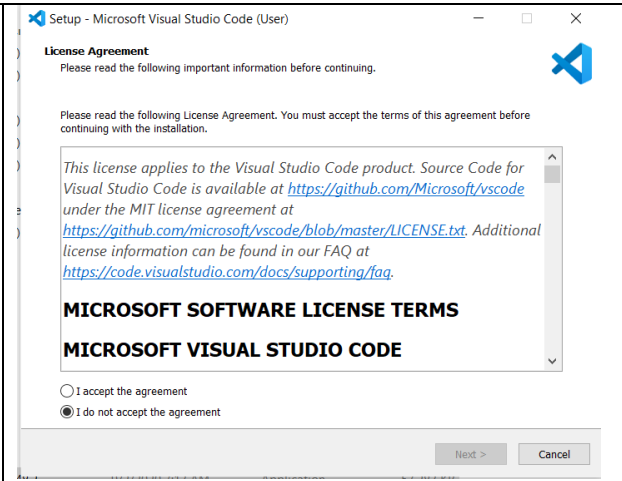 Setup - Microsoft Visual Studio Code (User)
License Agreement
Please read the following important information before continuing.
Please read the following License Agreement. You must accept the terms of this agreement before
continuing with the installation.
This license applies to the Visual Studio Code product. Source Code for
Visual Studio Code is available at https://github.com/Microsoft/vscode
under the MIT license agreement at
https://github.com/microsoft/vscode/blob/master/LICENSE.txt. Additional
license information can be found in our FAQ at
https://code.visualstudio.com/docs/supporting/faq.
MICROSOFT SOFTWARE LICENSE TERMS
MICROSOFT VISUAL STUDIO CODE
I accept the agreement
I do not accept the agreement
Next >
Cancel